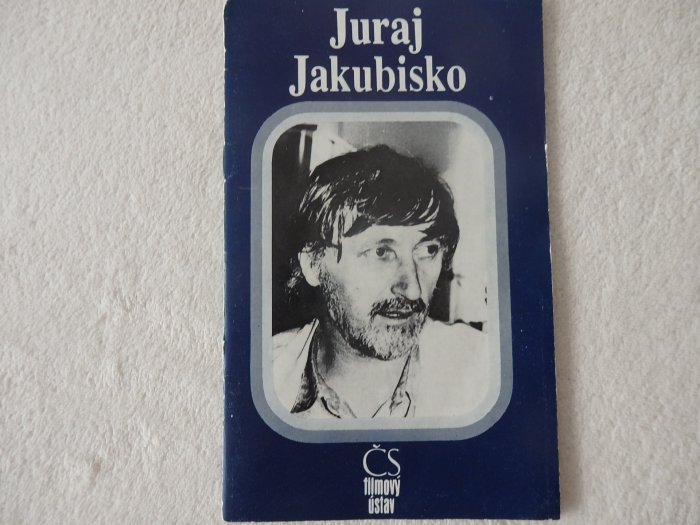 Juraj
Jakubisko
ČS
filmový
ústav